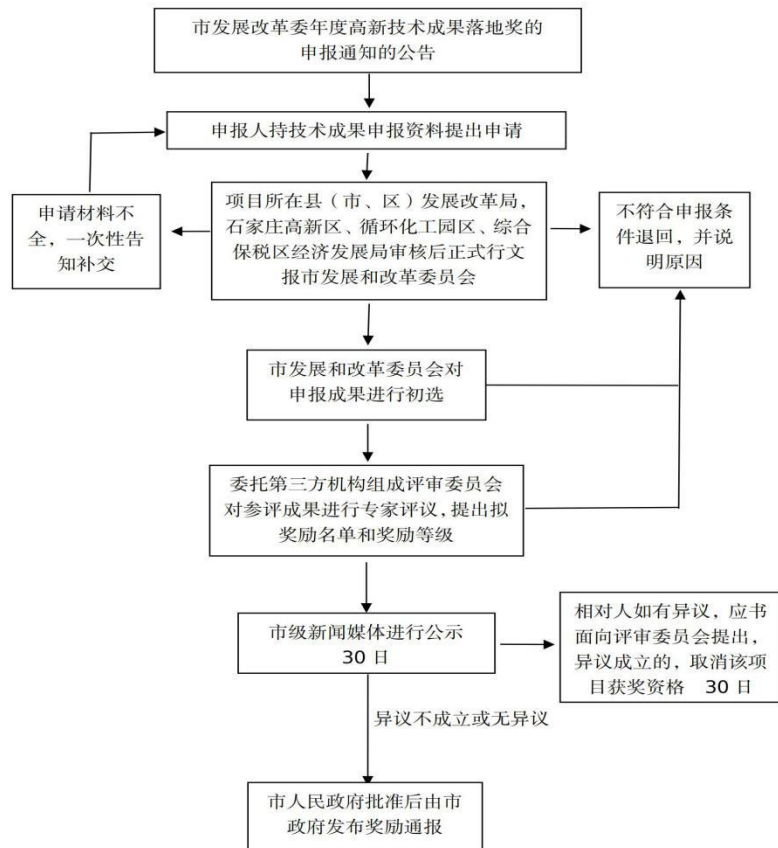 市发展改革委年度高新技术成果落地奖的
申报通知的公告
申报人持技术成果申报资料提出申请
申请材料不
全，一次性告
知补交
项目所在县（市、区）发展改革局，
石家庄高新区、循环化工园区、综合
保税区经济发展局审核后正式行文
报市发展和改革委员会
不符合申报条
件退回，并说
明原因
市发展和改革委员会对
申报成果进行初选
委托第三方机构组成评审委员会
对参评成果进行专家评议，提出拟
奖励名单和奖励等级
市级新闻媒体进行公示
30 日
相对人如有异议，应书
面向评审委员会提出，
异议成立的，取消该项
目获奖资格　30 日
异议不成立或无异议
市人民政府批准后由市
政府发布奖励通报